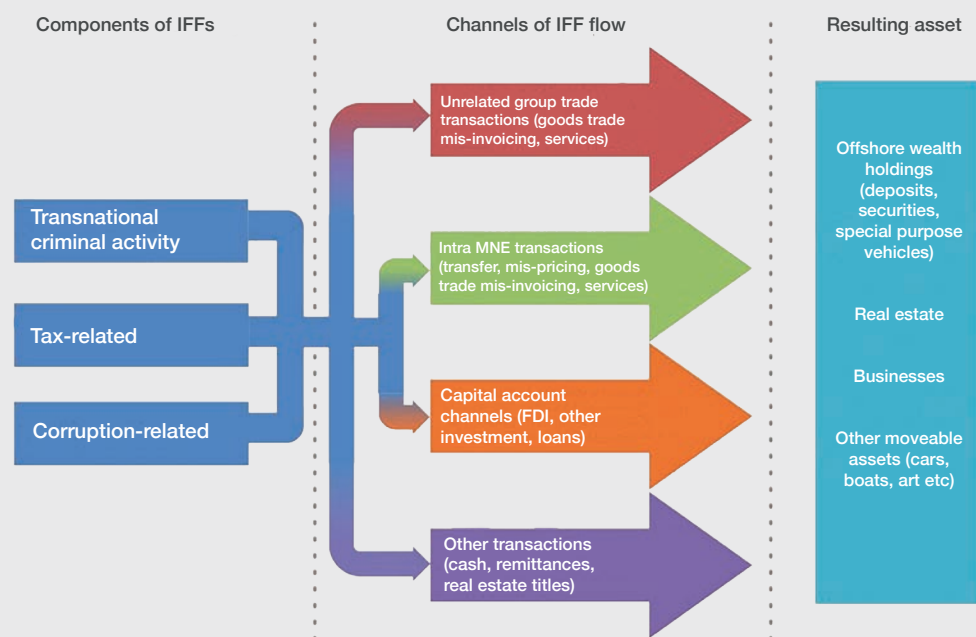 Components of IFFs
Channels of IFF flow
Resulting asset
Transnational
criminal activity
Tax-related
Corruption-related
Unrelated group trade
transactions (goods trade
mis-invoicing, services)
Intra MNE transactions
(transfer, mis-pricing, goods
trade mis-invoicing, services)
Capital account
channels (FDI, other
investment, loans)
Other transactions
(cash, remittances,
real estate titles)
Offshore wealth
holdings
(deposits,
securities,
special purpose
vehicles)
Real estate
Businesses
Other moveable
assets (cars,
boats, art etc)